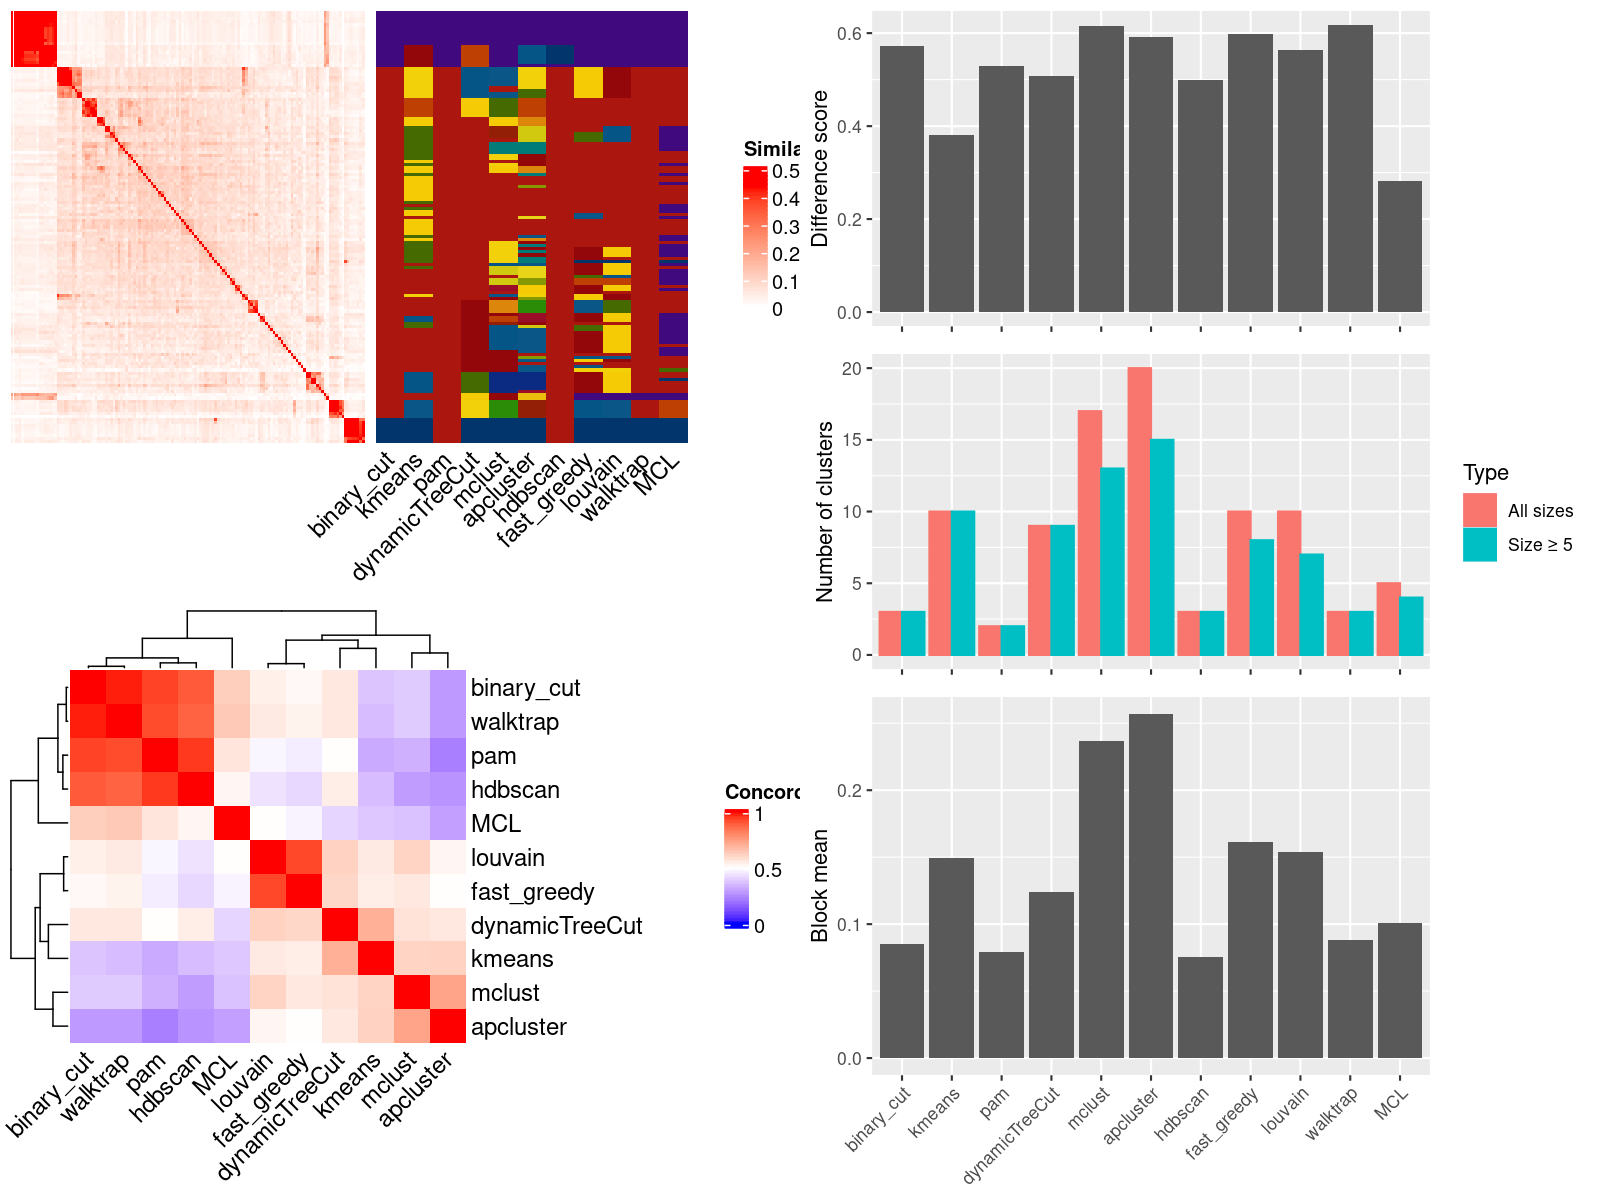 Simila
0.5
0.4
0.3
0.2
0.1
0
binary_cut
kmeans
pam
dynamicTreeCut
mclust
apcluster
hdbscan
fast_greedy
louvain
walktrap
MCL
binary_cut
walktrap
pam
hdbscan
MCL
louvain
fast_greedy
dynamicTreeCut
kmeans
mclust
apcluster
binary_cut
walktrap
pam
hdbscan
MCL
louvain
fast_greedy
dynamicTreeCut
kmeans
mclust
apcluster
Concord
1
0.5
0
Difference score
0.6
0.4
0.2
0.0
Number of clusters
20
15
10
5
0
Type
All sizes
Size ≥ 5
Block mean
0.2
0.1
0.0
binary_cut
kmeans
pam
dynamicTreeCut
mclust
apcluster
hdbscan
fast_greedy
louvain
walktrap
MCL